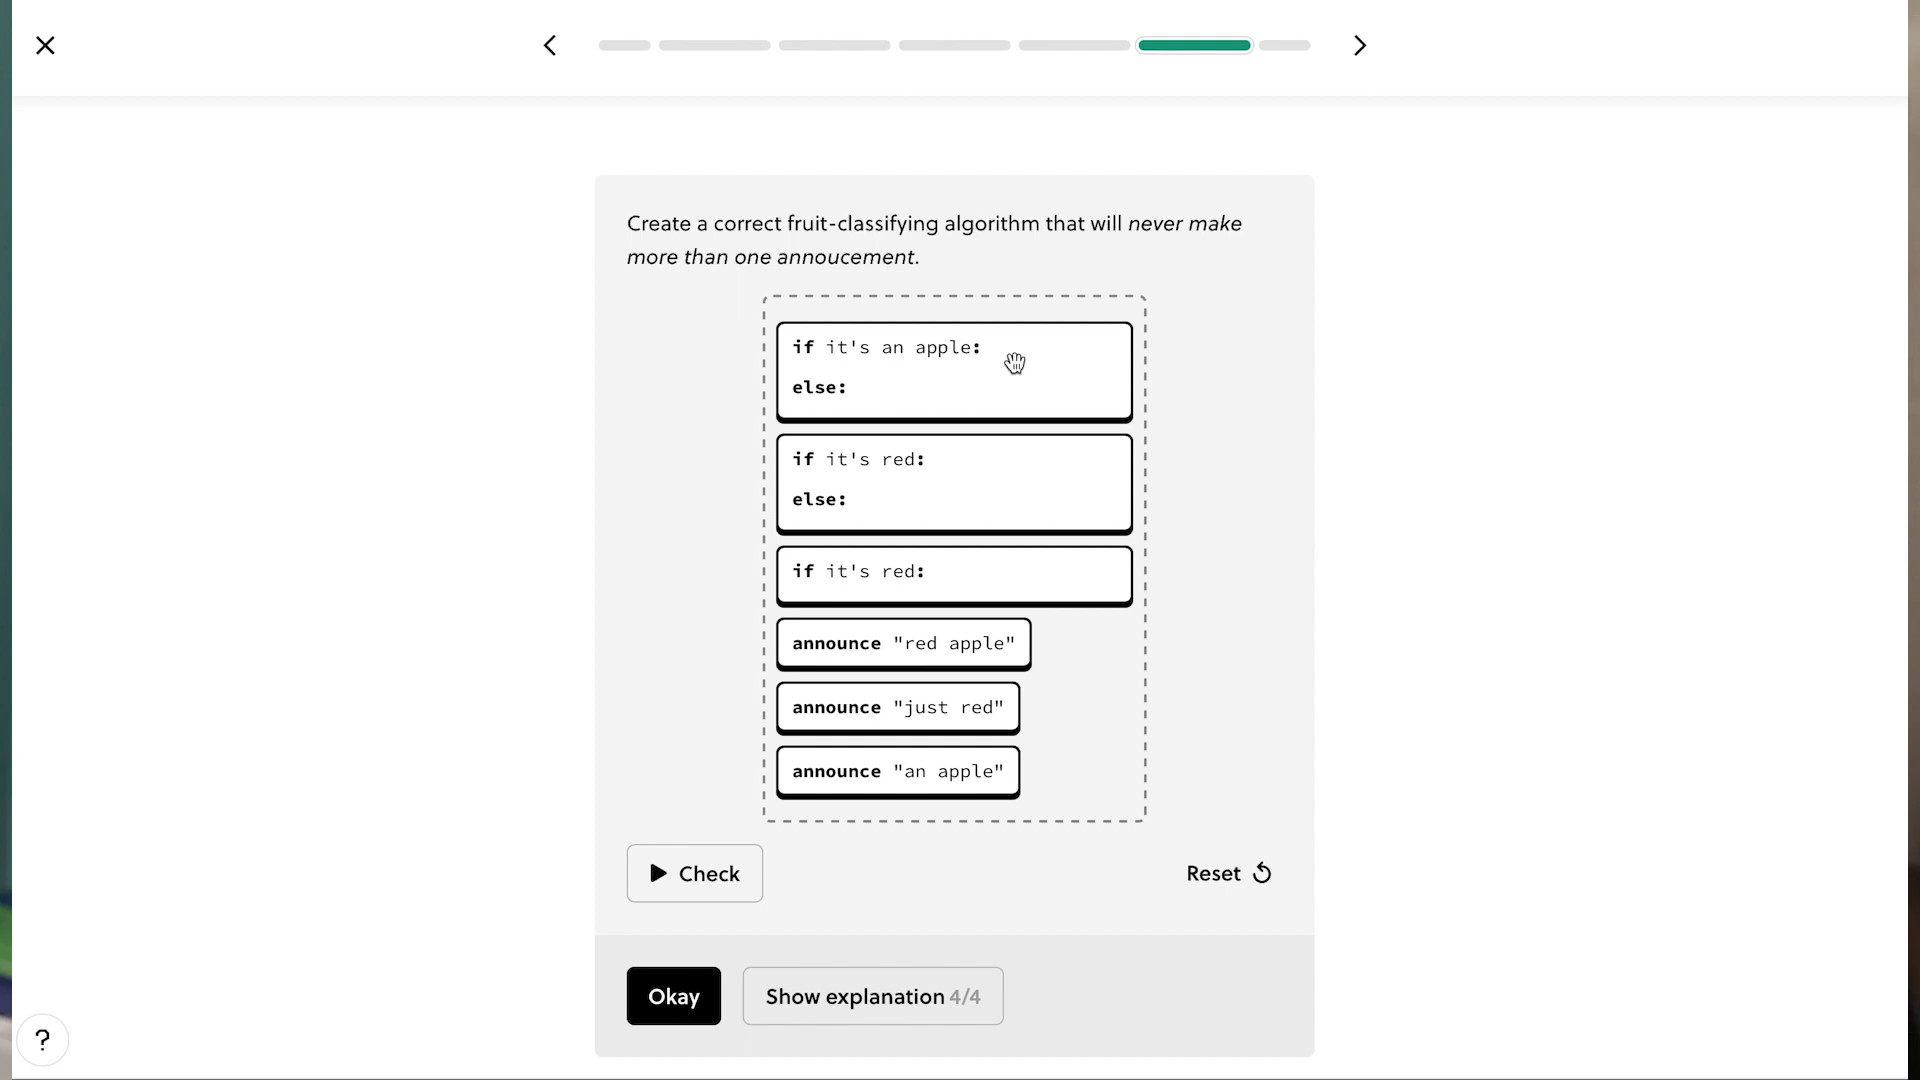 Create a correct fruit-classifying algorithm that will never make
more than one annoucement.
if it's an apple:
else:
if it's red:
else:
if it's red:
announce "red apple"
announce "just red"
announce "an apple"
Check
Reset
Okay
Show explanation 4/4
?